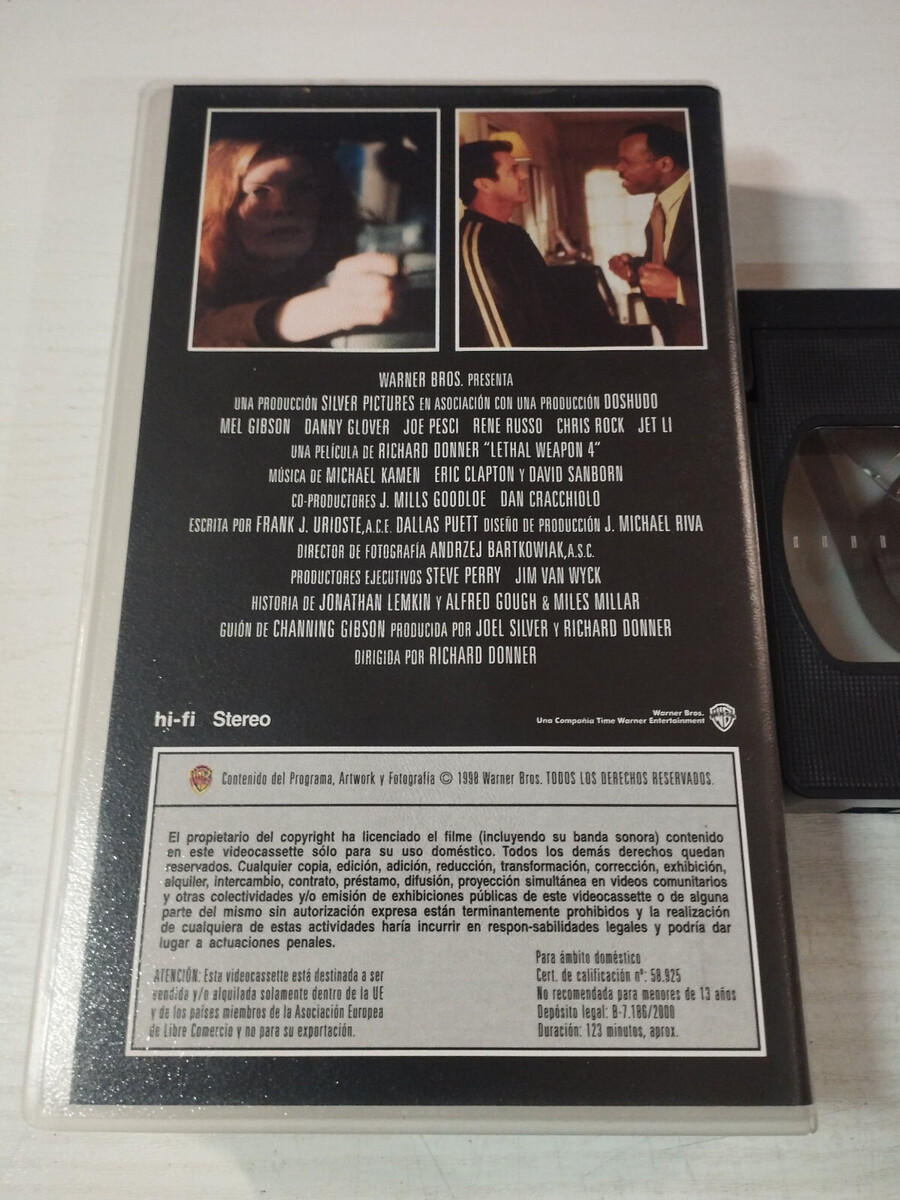 WARNER BROS. PRESENTA
UNA PRODUCCIÓN SILVER PICTURES EN ASOCIACIÓN CON UNA PRODUCCIÓN DOSHUDO
MEL GIBSON DANNY GLOVER JOE PESCI RENE RUSSO CHRIS ROCK JET LI
UNA PELÍCULA DE RICHARD DONNER "LETHAL WEAPON 4"
MÚSICA DE MICHAEL KAMEN ERIC CLAPTON Y DAVID SANBORN
CO-PRODUCTORES J. MILLS GOODLOE DAN CRACCHIOLO
ESCRITA POR FRANK J. URIOSTE, A.C.E. DALLAS PUETT DISEÑO DE PRODUCCIÓN J. MICHAEL RIVA
DIRECTOR DE FOTOGRAFÍA ANDRZEJ BARTKOWIAK, A.S.C.
PRODUCTORES EJECUTIVOS STEVE PERRY JIM VAN WYCK
HISTORIA DE JONATHAN LEMKIN Y ALFRED GOUGH & MILES MILLAR
GUIÓN DE CHANNING GIBSON PRODUCIDA POR JOEL SILVER Y RICHARD DONNER
DIRIGIDA POR RICHARD DONNER
hi-fi Stereo
Warner Bros.
Una Compañía Time Warner Entertainment
Contenido del Programa, Artwork y Fotografía © 1998 Warner Bros. TODOS LOS DERECHOS RESERVADOS.
El propietario del copyright ha licenciado el filme (incluyendo su banda sonora) contenido
en este videocassette sólo para su uso doméstico. Todos los demás derechos quedan
reservados. Cualquier copia, edición, adición, reducción, transformación, corrección, exhibición,
alquiler, intercambio, contrato, préstamo, difusión, proyección simultánea en videos comunitarios
y otras colectividades y/o emisión de exhibiciones públicas de este videocassette o de alguna
parte del mismo sin autorización expresa están terminantemente prohibidos y la realización
de cualquiera de estas actividades haría incurrir en respon-sabilidades legales y podría dar
lugar a actuaciones penales.
ATENCIÓN: Esta videocassette está destinada a ser
vendida y/o alquilada solamente dentro de la UE
y de los países miembros de la Asociación Europea
de Libre Comercio y no para su exportación.
Para ámbito doméstico
Cert. de calificación nº: 58.925
No recomendada para menores de 13 años
Depósito legal: B-7.186/2000
Duración: 123 minutos, aprox.